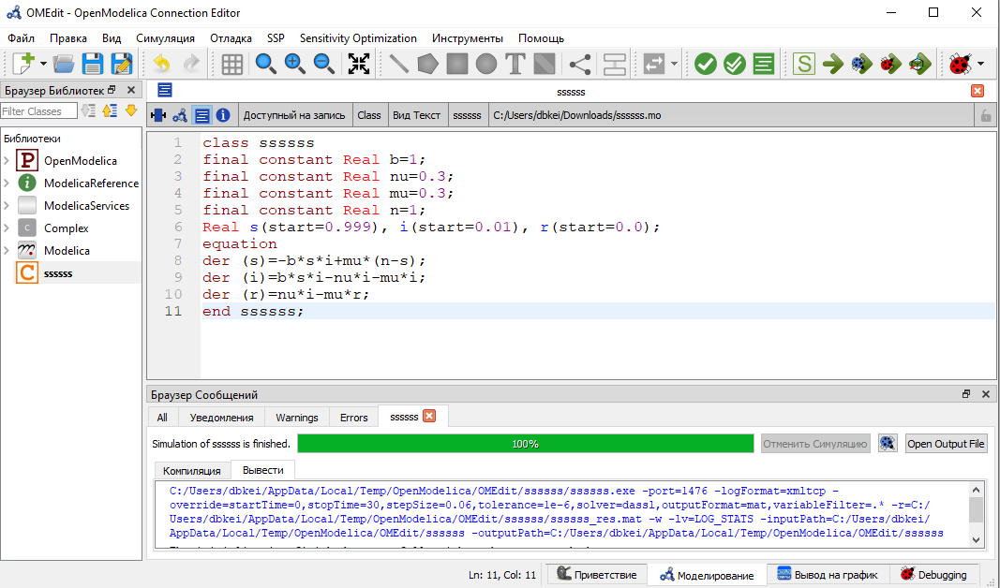 OMEdit - OpenModelica Connection Editor
Файл Правка Вид Симуляция Отладка SSP Sensitivity Optimization Инструменты Помощь
Браузер Библиотек
ssssss
Filter Classes
Доступный на запись Class Вид Текст ssssss C:/Users/dbkei/Downloads/ssssss.mo
Библиотеки
P OpenModelica
i ModelicaReference
ModelicaServices
C Complex
Modelica
C ssssss
1 class ssssss
2 final constant Real b=1;
3 final constant Real nu=0.3;
4 final constant Real mu=0.3;
5 final constant Real n=1;
6 Real s(start=0.999), i(start=0.01), r(start=0.0);
7 equation
8 der (s)=-b*s*i+mu*(n-s);
9 der (i)=b*s*i-nu*i-mu*i;
10 der (r)=nu*i-mu*r;
11 end ssssss;
Браузер Сообщений
All Уведомления Warnings Errors ssssss
Simulation of ssssss is finished. 100% Отменить Симуляцию Open Output File
Компиляция Вывести
C:/Users/dbkei/AppData/Local/Temp/OpenModelica/OMEdit/ssssss/ssssss.exe -port=1476 -logFormat=xmltcp -
override=startTime=0,stopTime=30,stepSize=0.06,tolerance=1e-6,solver=dassl,outputFormat=mat,variableFilter=.* -r=C:/
Users/dbkei/AppData/Local/Temp/OpenModelica/OMEdit/ssssss/ssssss_res.mat -w -lv=LOG_STATS -inputPath=C:/Users/dbkei/
AppData/Local/Temp/OpenModelica/OMEdit/ssssss -outputPath=C:/Users/dbkei/AppData/Local/Temp/OpenModelica/OMEdit/ssssss
Ln: 11, Col: 11 Приветствие Моделирование Вывод на график Debugging